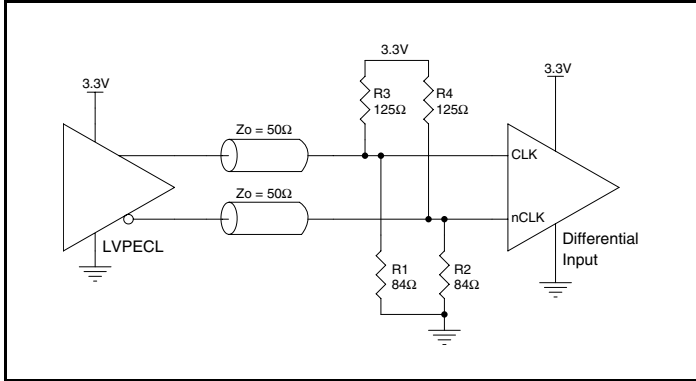 3.3V
3.3V
3.3V
R3
125Ω
R4
125Ω
Zo = 50Ω
CLK
Zo = 50Ω
nCLK
LVPECL
Differential
Input
R1
84Ω
R2
84Ω